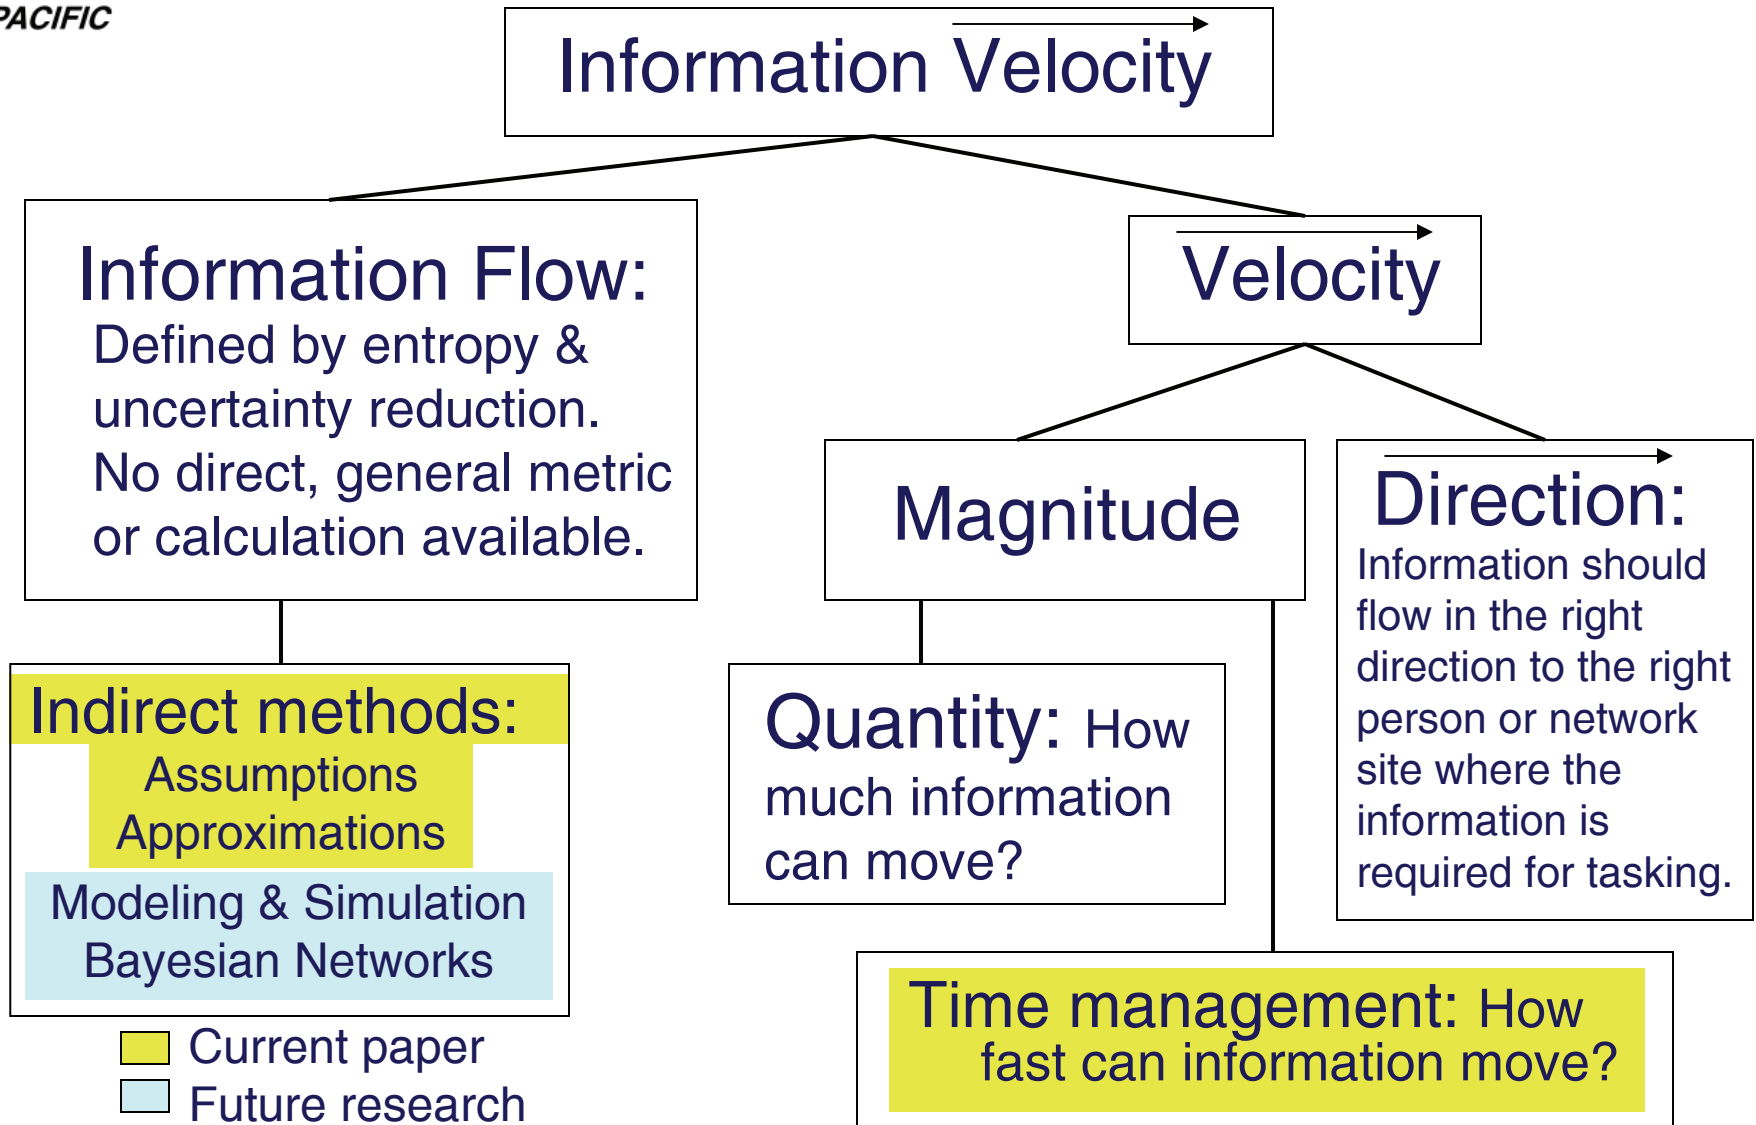 PACIFIC
Information Velocity
Information Flow:
Defined by entropy &
uncertainty reduction.
No direct, general metric
or calculation available.
Velocity
Magnitude
Direction:
Information should
flow in the right
direction to the right
person or network
site where the
information is
required for tasking.
Indirect methods:
Assumptions
Approximations
Modeling & Simulation
Bayesian Networks
Quantity: How
much information
can move?
Time management: How
fast can information move?
Current paper
Future research